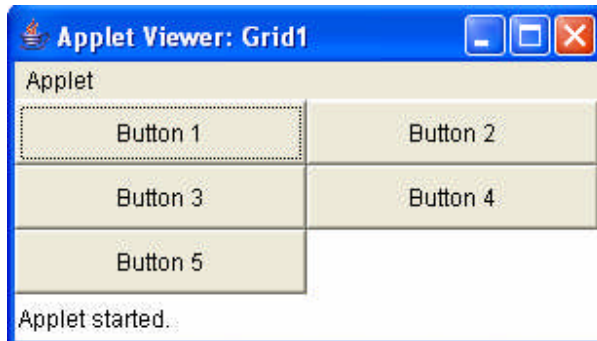 Applet Viewer: Grid1
Applet
Button 1 Button 2
Button 3 Button 4
Button 5
Applet started.